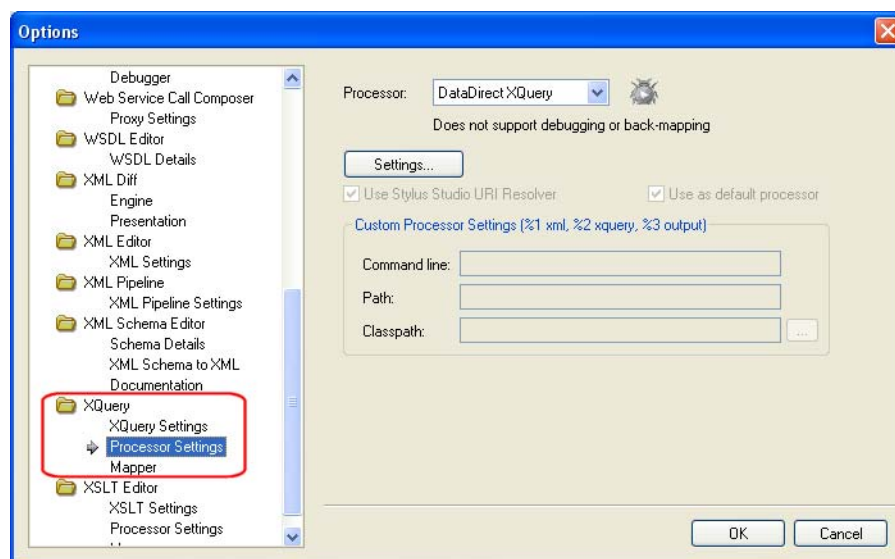 Options
Debugger
Web Service Call Composer
Proxy Settings
WSDL Editor
WSDL Details
XML Diff
Engine
Presentation
XML Editor
XML Settings
XML Pipeline
XML Pipeline Settings
XML Schema Editor
Schema Details
XML Schema to XML
Documentation
XQuery
XQuery Settings
Processor Settings
Mapper
XSLT Editor
XSLT Settings
Processor Settings
Processor: DataDirect XQuery
Does not support debugging or back-mapping
Settings...
Use Stylus Studio URI Resolver Use as default processor
Custom Processor Settings (%1 xml, %2 xquery, %3 output)
Command line:
Path:
Classpath: ...
OK Cancel